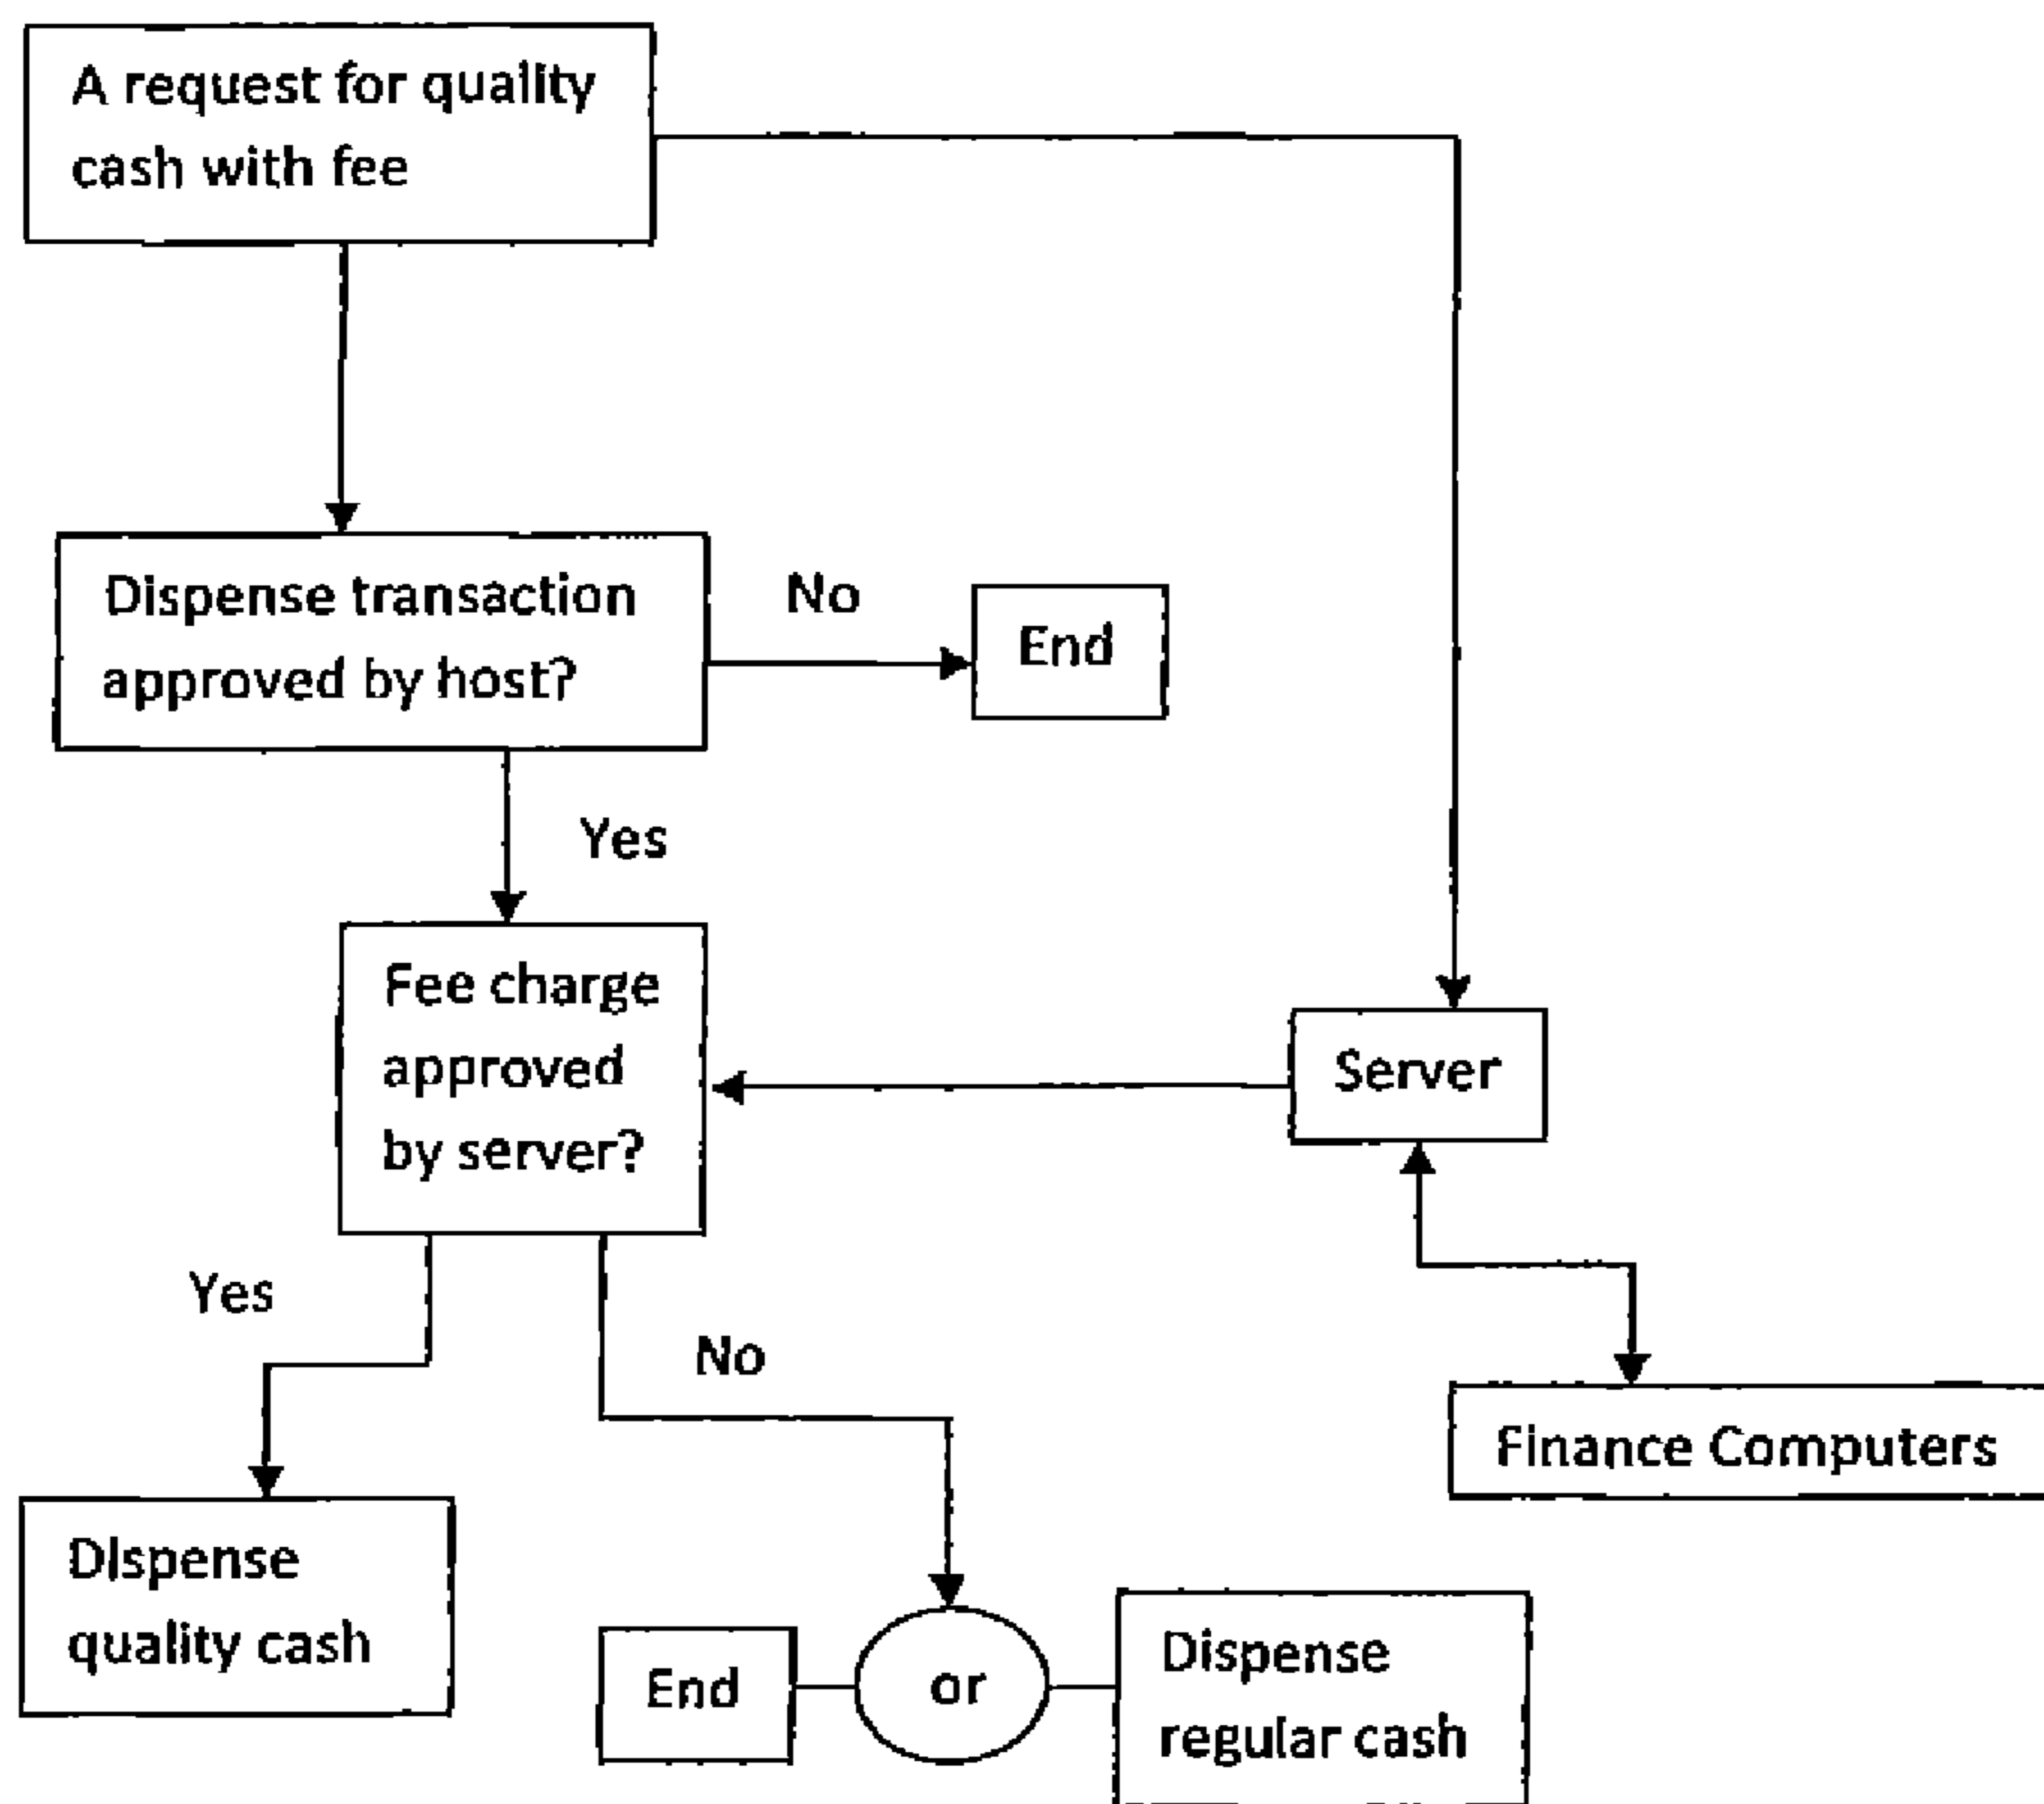 A request for quality
cash with fee
Dispense transaction
approved by host?
No
End
Yes
Fee charge
approved
by server?
Server
Yes
No
Finance Computers
Dispense
quality cash
End
or
Dispense
regular cash